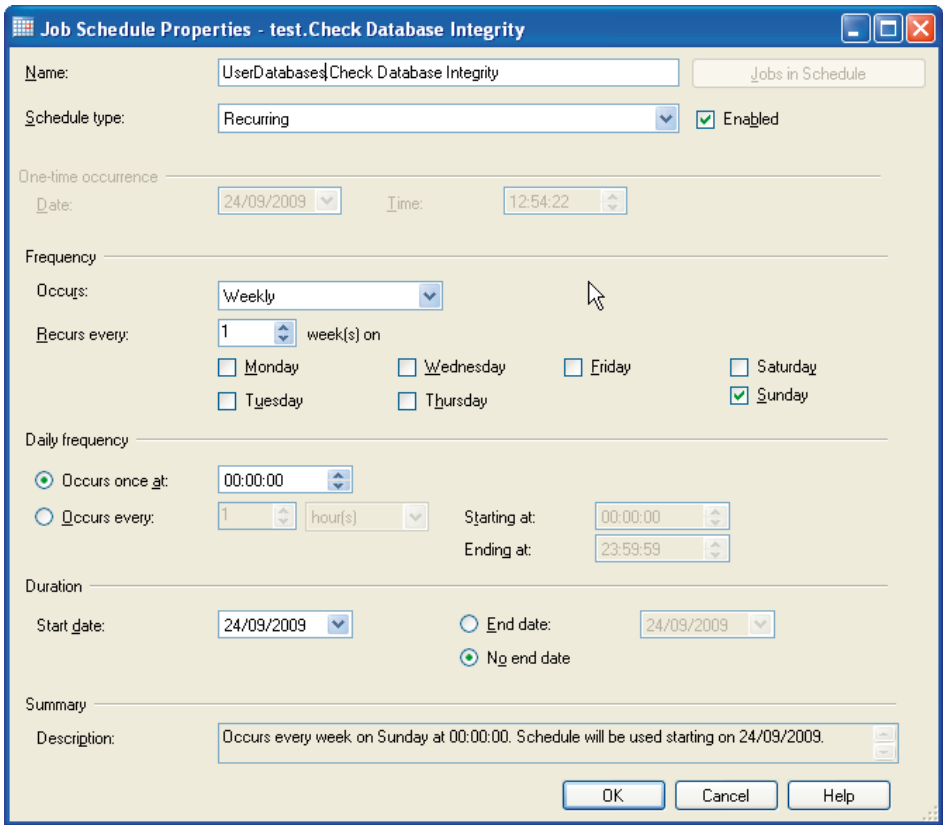 Job Schedule Properties - test.Check Database Integrity
Name: UserDatabases.Check Database Integrity Jobs in Schedule
Schedule type: Recurring Enabled
One-time occurrence
Date: 24/09/2009 Time: 12:54:22
Frequency
Occurs: Weekly
Recurs every: 1 week(s) on
Monday Wednesday Friday Saturday
Tuesday Thursday Sunday
Daily frequency
Occurs once at: 00:00:00
Occurs every: 1 hour(s) Starting at: 00:00:00
Ending at: 23:59:59
Duration
Start date: 24/09/2009 End date: 24/09/2009
No end date
Summary
Description: Occurs every week on Sunday at 00:00:00. Schedule will be used starting on 24/09/2009.
OK Cancel Help